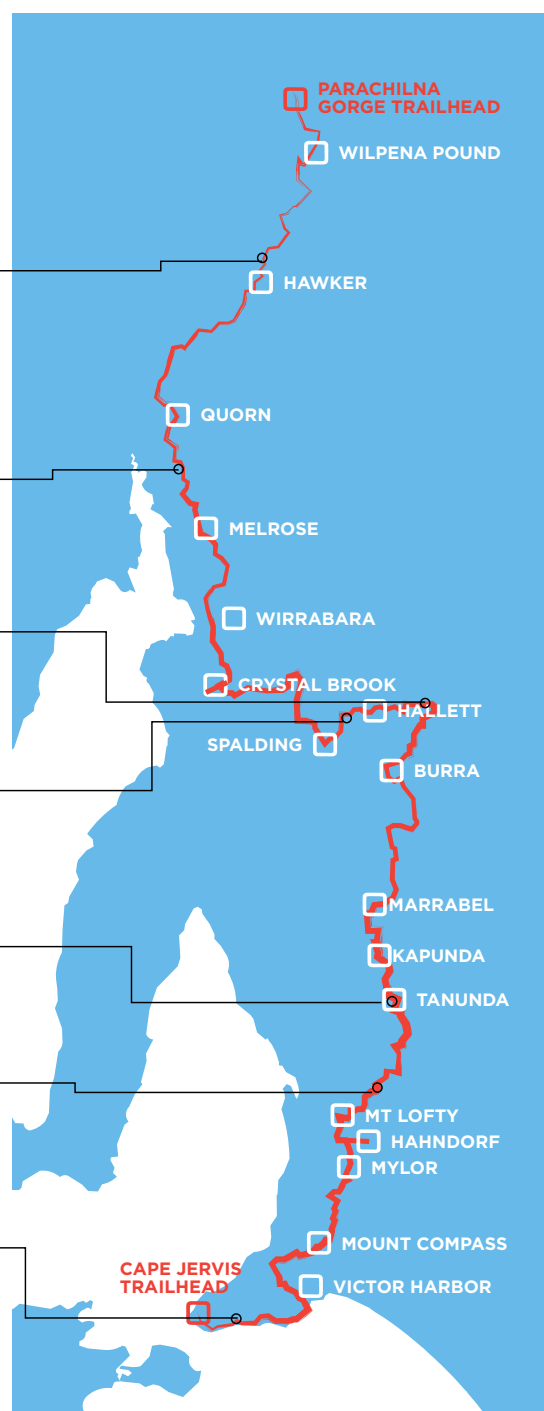 PARACHILNA
GORGE TRAILHEAD
WILPENA POUND
HAWKER
QUORN
MELROSE
WIRRABARA
CRYSTAL BROOK
HALLETT
SPALDING
BURRA
MARRABEL
KAPUNDA
TANUNDA
MT LOFTY
HAHNDORF
MYLOR
MOUNT COMPASS
CAPE JERVIS
TRAILHEAD
VICTOR HARBOR